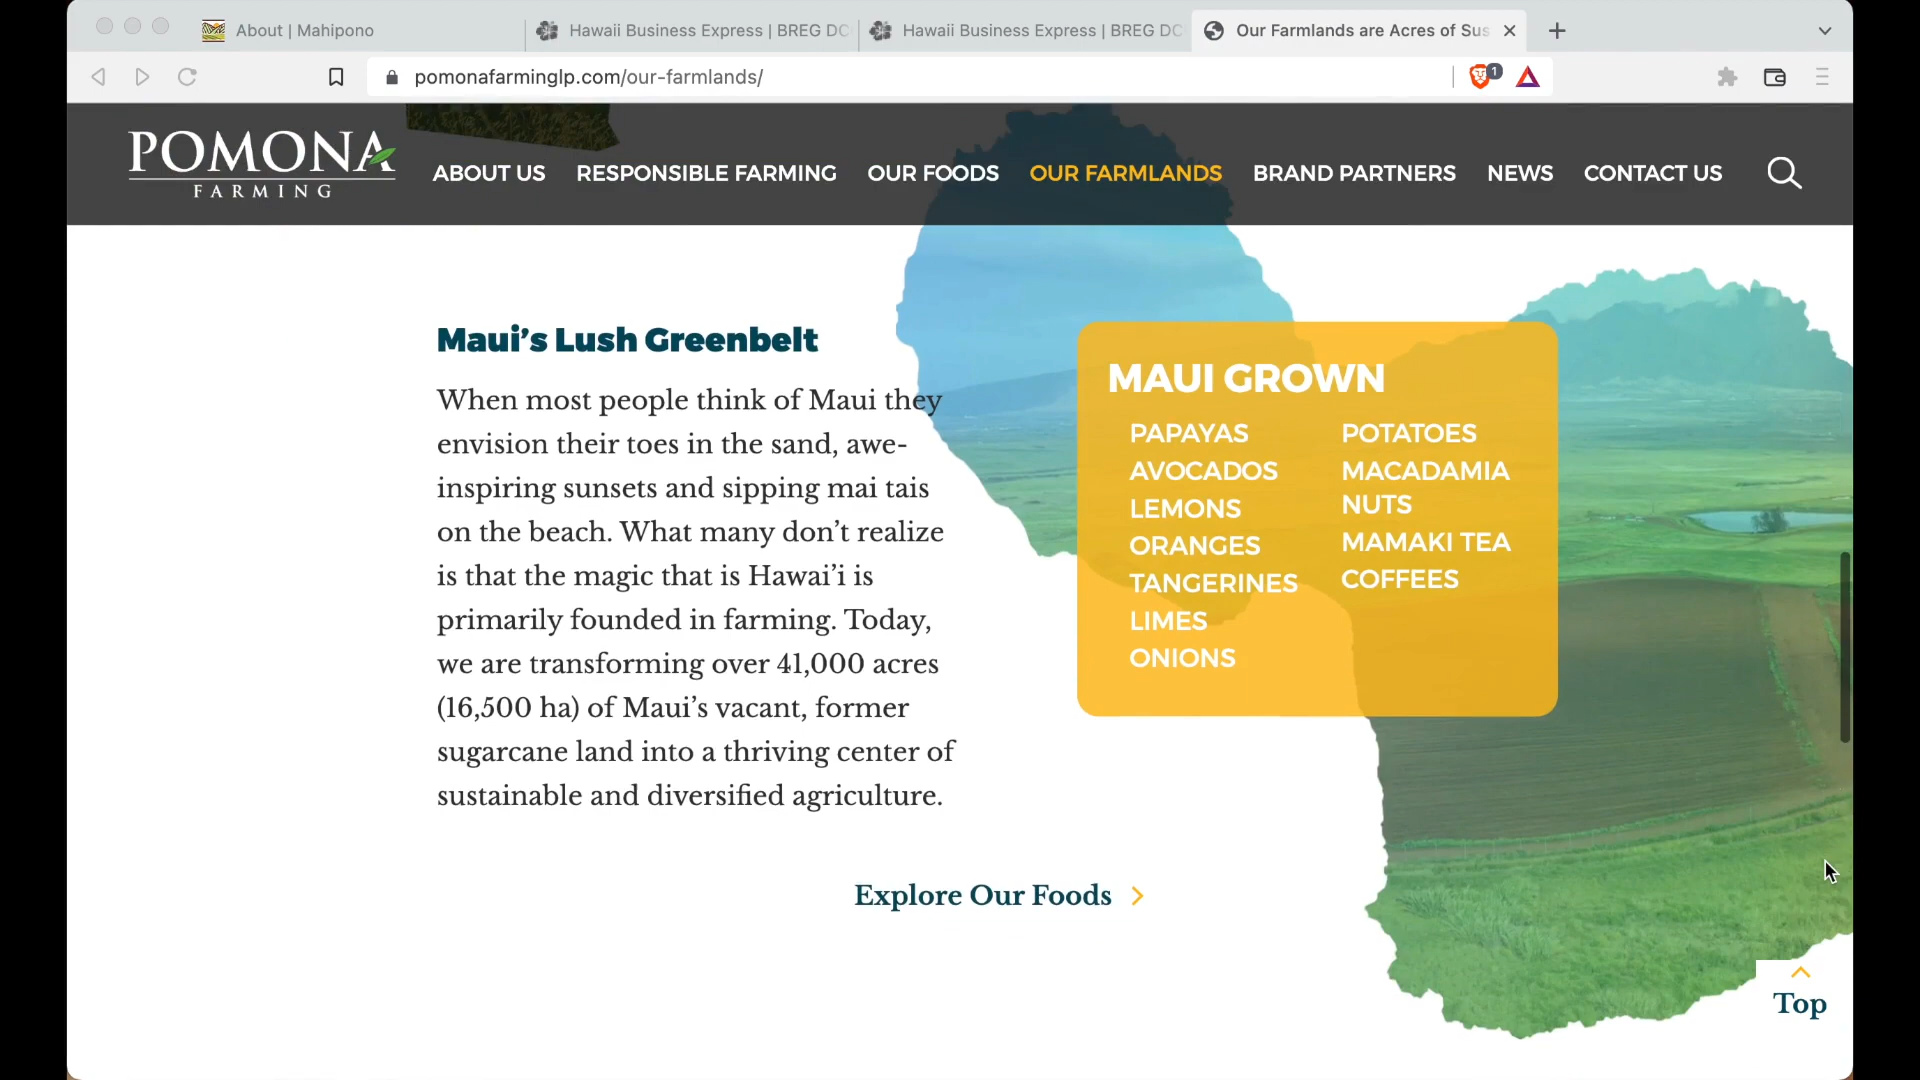 About | Mahipono
Hawaii Business Express | BREG DC
Hawaii Business Express | BREG DC
Our Farmlands are Acres of Sus
pomonafarminglp.com/our-farmlands/
1
POMONA
FARMING
ABOUT US
RESPONSIBLE FARMING
OUR FOODS
OUR FARMLANDS
BRAND PARTNERS
NEWS
CONTACT US
Maui’s Lush Greenbelt
When most people think of Maui they
envision their toes in the sand, awe-
inspiring sunsets and sipping mai tais
on the beach. What many don’t realize
is that the magic that is Hawai’i is
primarily founded in farming. Today,
we are transforming over 41,000 acres
(16,500 ha) of Maui’s vacant, former
sugarcane land into a thriving center of
sustainable and diversified agriculture.
MAUI GROWN
PAPAYAS
AVOCADOS
LEMONS
ORANGES
TANGERINES
LIMES
ONIONS
POTATOES
MACADAMIA
NUTS
MAMAKI TEA
COFFEES
Explore Our Foods
Top